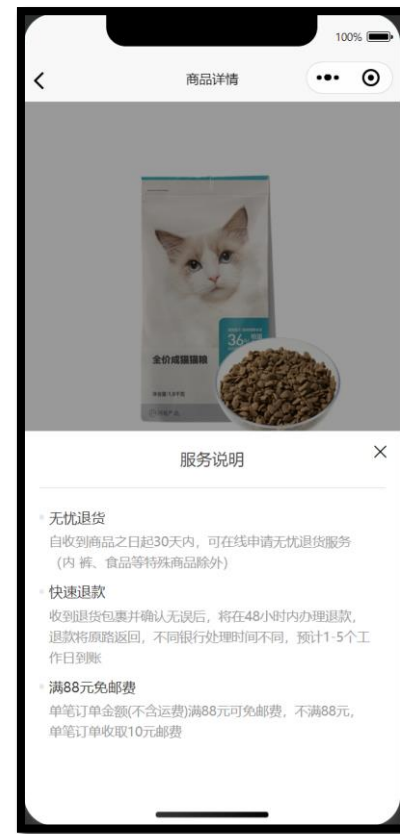 100%
商品详情
36%
全价成猫猫粮
服务说明
无忧退货
自收到商品之日起30天内，可在线申请无忧退货服务
（内 裤、食品等特殊商品除外）
快速退款
收到退货包裹并确认无误后，将在48小时内办理退款，
退款将原路返回，不同银行处理时间不同，预计1-5个工
作日到账
满88元免邮费
单笔订单金额(不含运费)满88元可免邮费，不满88元，
单笔订单收取10元邮费